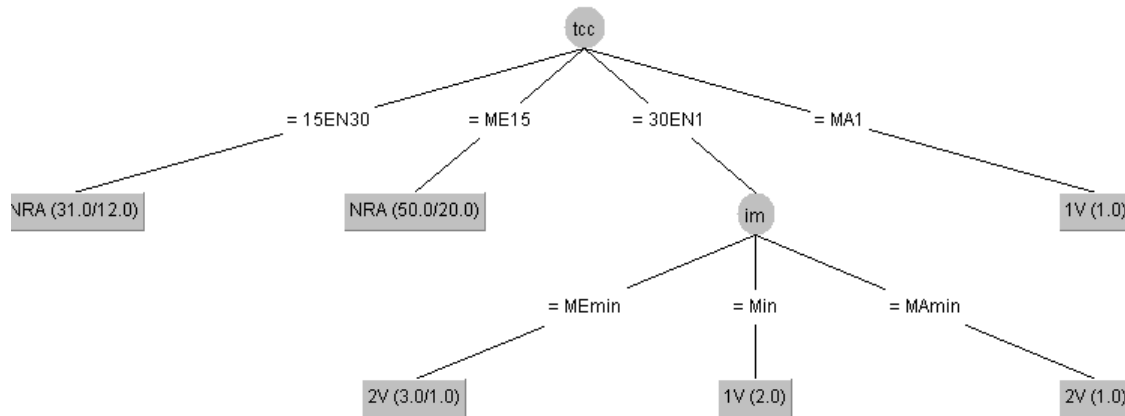 tcc
= 15EN30 = ME15 = 30EN1 = MA1
NRA (31.0/12.0) NRA (50.0/20.0) im 1V (1.0)
= MEmin = Min = MAmin
2V (3.0/1.0) 1V (2.0) 2V (1.0)